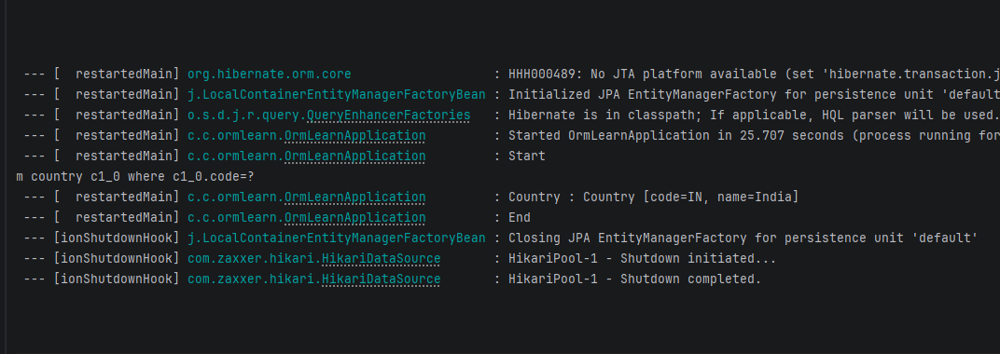 --- [  restartedMain] org.hibernate.orm.core                   : HHH000489: No JTA platform available (set 'hibernate.transaction.j
--- [  restartedMain] j.LocalContainerEntityManagerFactoryBean : Initialized JPA EntityManagerFactory for persistence unit 'default
--- [  restartedMain] o.s.d.j.r.query.QueryEnhancerFactories   : Hibernate is in classpath; If applicable, HQL parser will be used.
--- [  restartedMain] c.c.ormlearn.OrmLearnApplication         : Started OrmLearnApplication in 25.707 seconds (process running for
--- [  restartedMain] c.c.ormlearn.OrmLearnApplication         : Start
m country c1_0 where c1_0.code=?
--- [  restartedMain] c.c.ormlearn.OrmLearnApplication         : Country : Country [code=IN, name=India]
--- [  restartedMain] c.c.ormlearn.OrmLearnApplication         : End
--- [ionShutdownHook] j.LocalContainerEntityManagerFactoryBean : Closing JPA EntityManagerFactory for persistence unit 'default'
--- [ionShutdownHook] com.zaxxer.hikari.HikariDataSource       : HikariPool-1 - Shutdown initiated...
--- [ionShutdownHook] com.zaxxer.hikari.HikariDataSource       : HikariPool-1 - Shutdown completed.